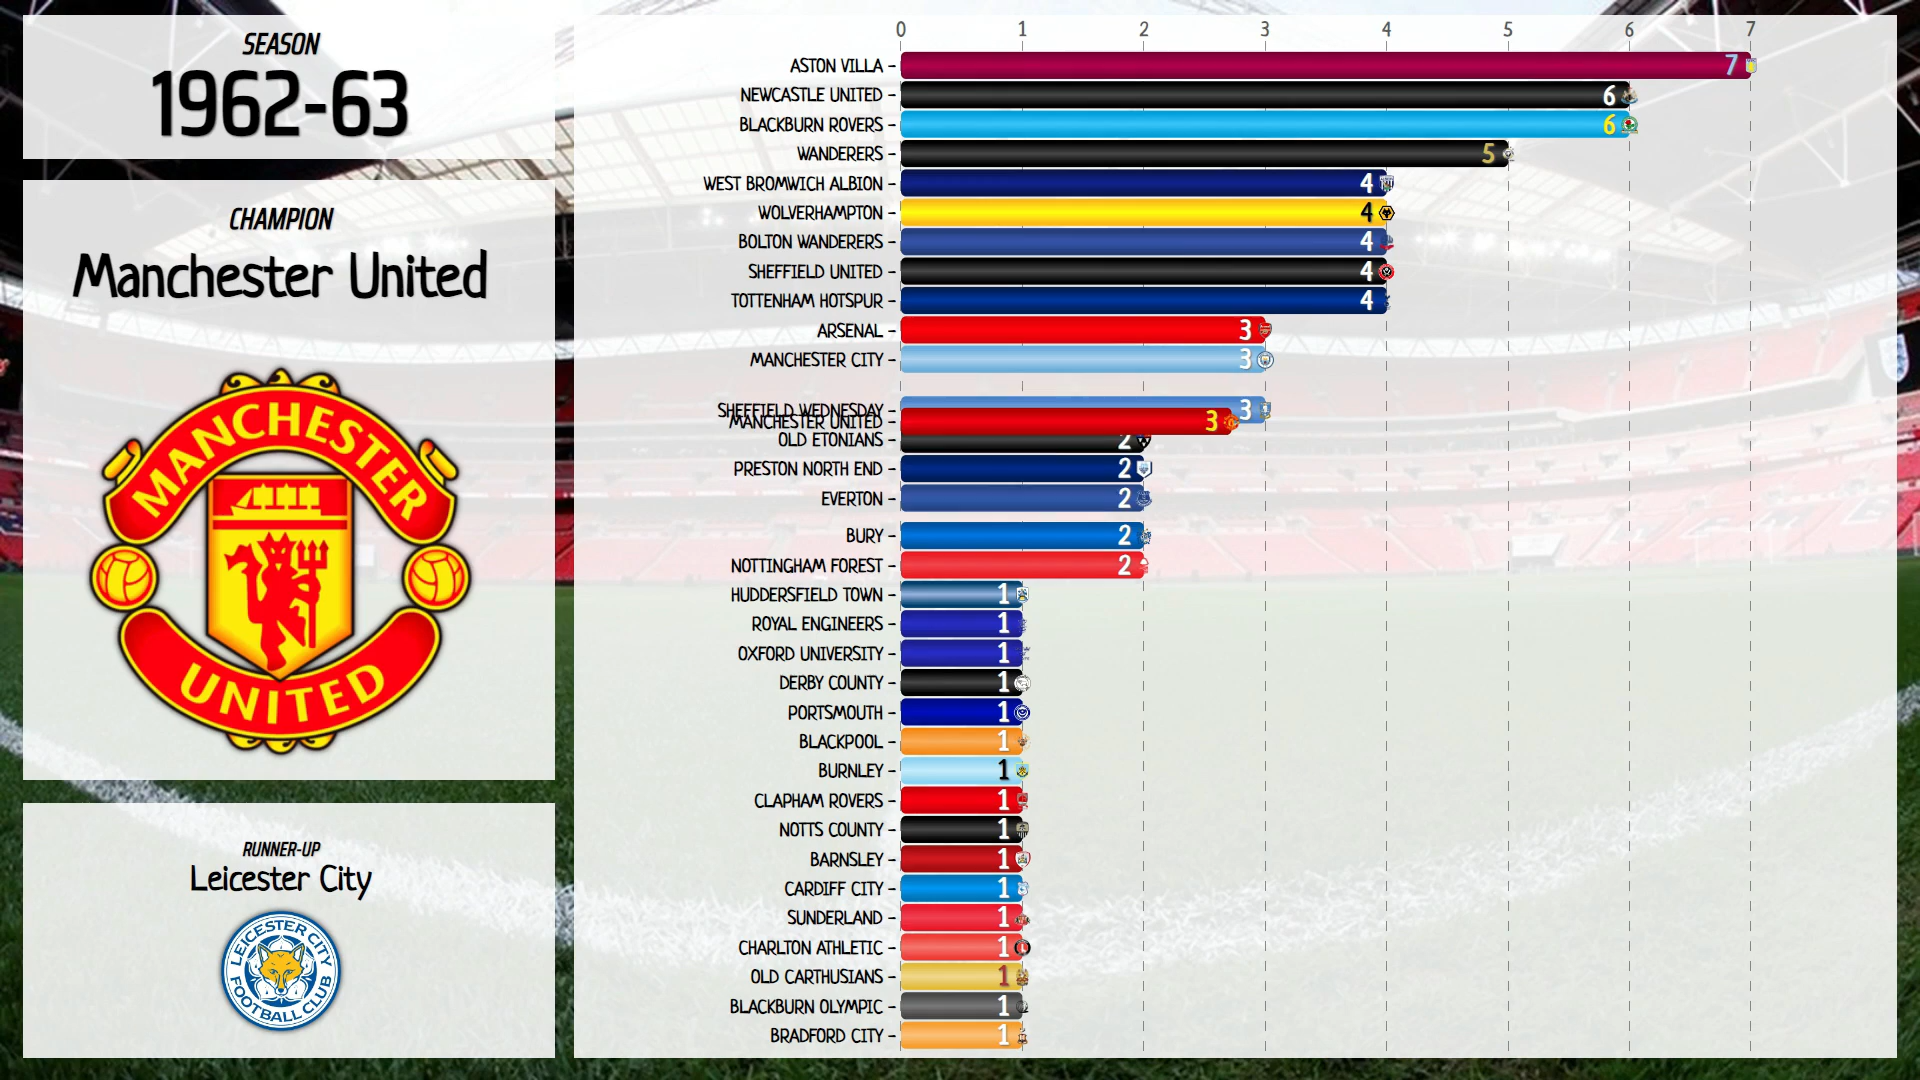 SEASON
1962-63
CHAMPION
Manchester United
MANCHESTER
UNITED
RUNNER-UP
Leicester City
LEICESTER CITY
FOOTBALL CLUB
0 1 2 3 4 5 6 7
ASTON VILLA 7
NEWCASTLE UNITED 6
BLACKBURN ROVERS 6
WANDERERS 5
WEST BROMWICH ALBION 4
WOLVERHAMPTON 4
BOLTON WANDERERS 4
SHEFFIELD UNITED 4
TOTTENHAM HOTSPUR 4
ARSENAL 3
MANCHESTER CITY 3
SHEFFIELD WEDNESDAY 3
MANCHESTER UNITED 3
OLD ETONIANS 2
PRESTON NORTH END 2
EVERTON 2
BURY 2
NOTTINGHAM FOREST 2
HUDDERSFIELD TOWN 1
ROYAL ENGINEERS 1
OXFORD UNIVERSITY 1
DERBY COUNTY 1
PORTSMOUTH 1
BLACKPOOL 1
BURNLEY 1
CLAPHAM ROVERS 1
NOTTS COUNTY 1
BARNSLEY 1
CARDIFF CITY 1
SUNDERLAND 1
CHARLTON ATHLETIC 1
OLD CARTHUSIANS 1
BLACKBURN OLYMPIC 1
BRADFORD CITY 1